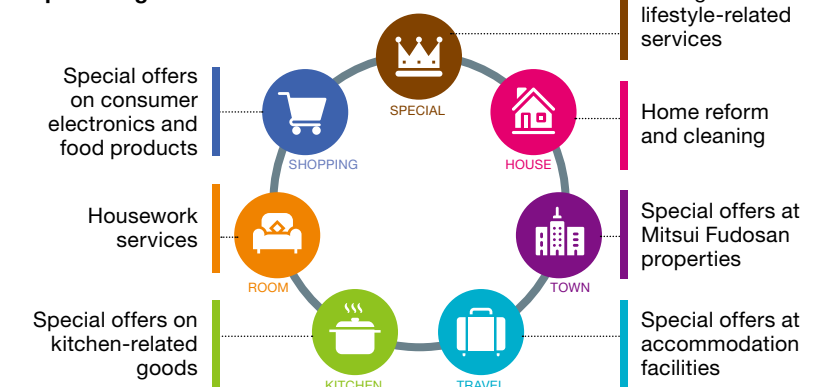 lifestyle-related
services
SPECIAL
Special offers
on consumer
electronics and
food products
SHOPPING
HOUSE
Home reform
and cleaning
Housework
services
ROOM
TOWN
Special offers at
Mitsui Fudosan
properties
Special offers on
kitchen-related
goods
KITCHEN
TRAVEL
Special offers at
accommodation
facilities